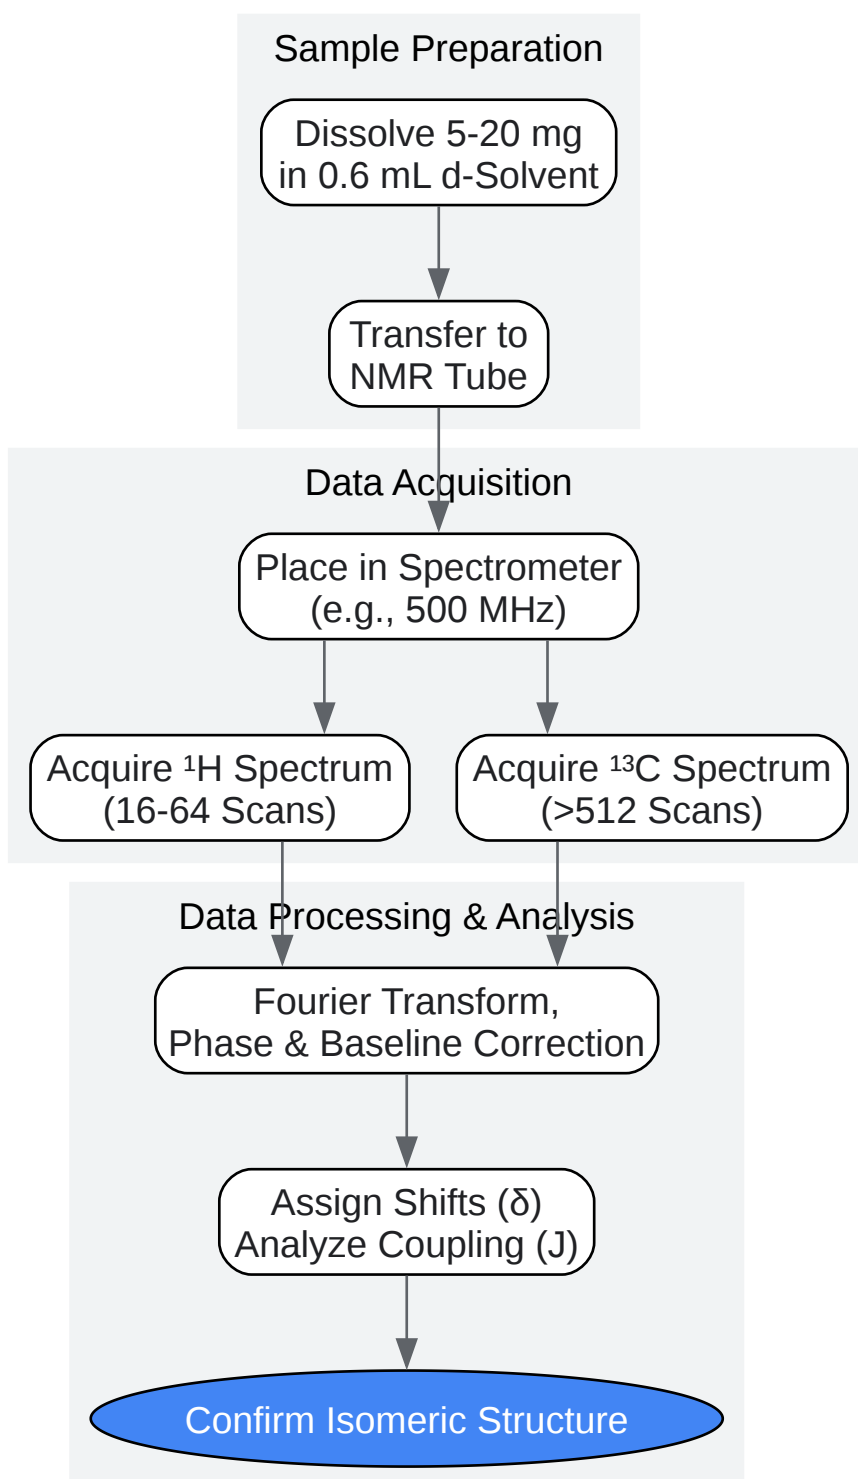 Sample Preparation
Dissolve 5-20 mg
in 0.6 mL d-Solvent
Transfer to
NMR Tube
Data Acquisition
Place in Spectrometer
(e.g., 500 MHz)
Acquire ¹H Spectrum
(16-64 Scans)
Acquire ¹³C Spectrum
(>512 Scans)
Data Processing & Analysis
Fourier Transform,
Phase & Baseline Correction
Assign Shifts (δ)
Analyze Coupling (J)
Confirm Isomeric Structure